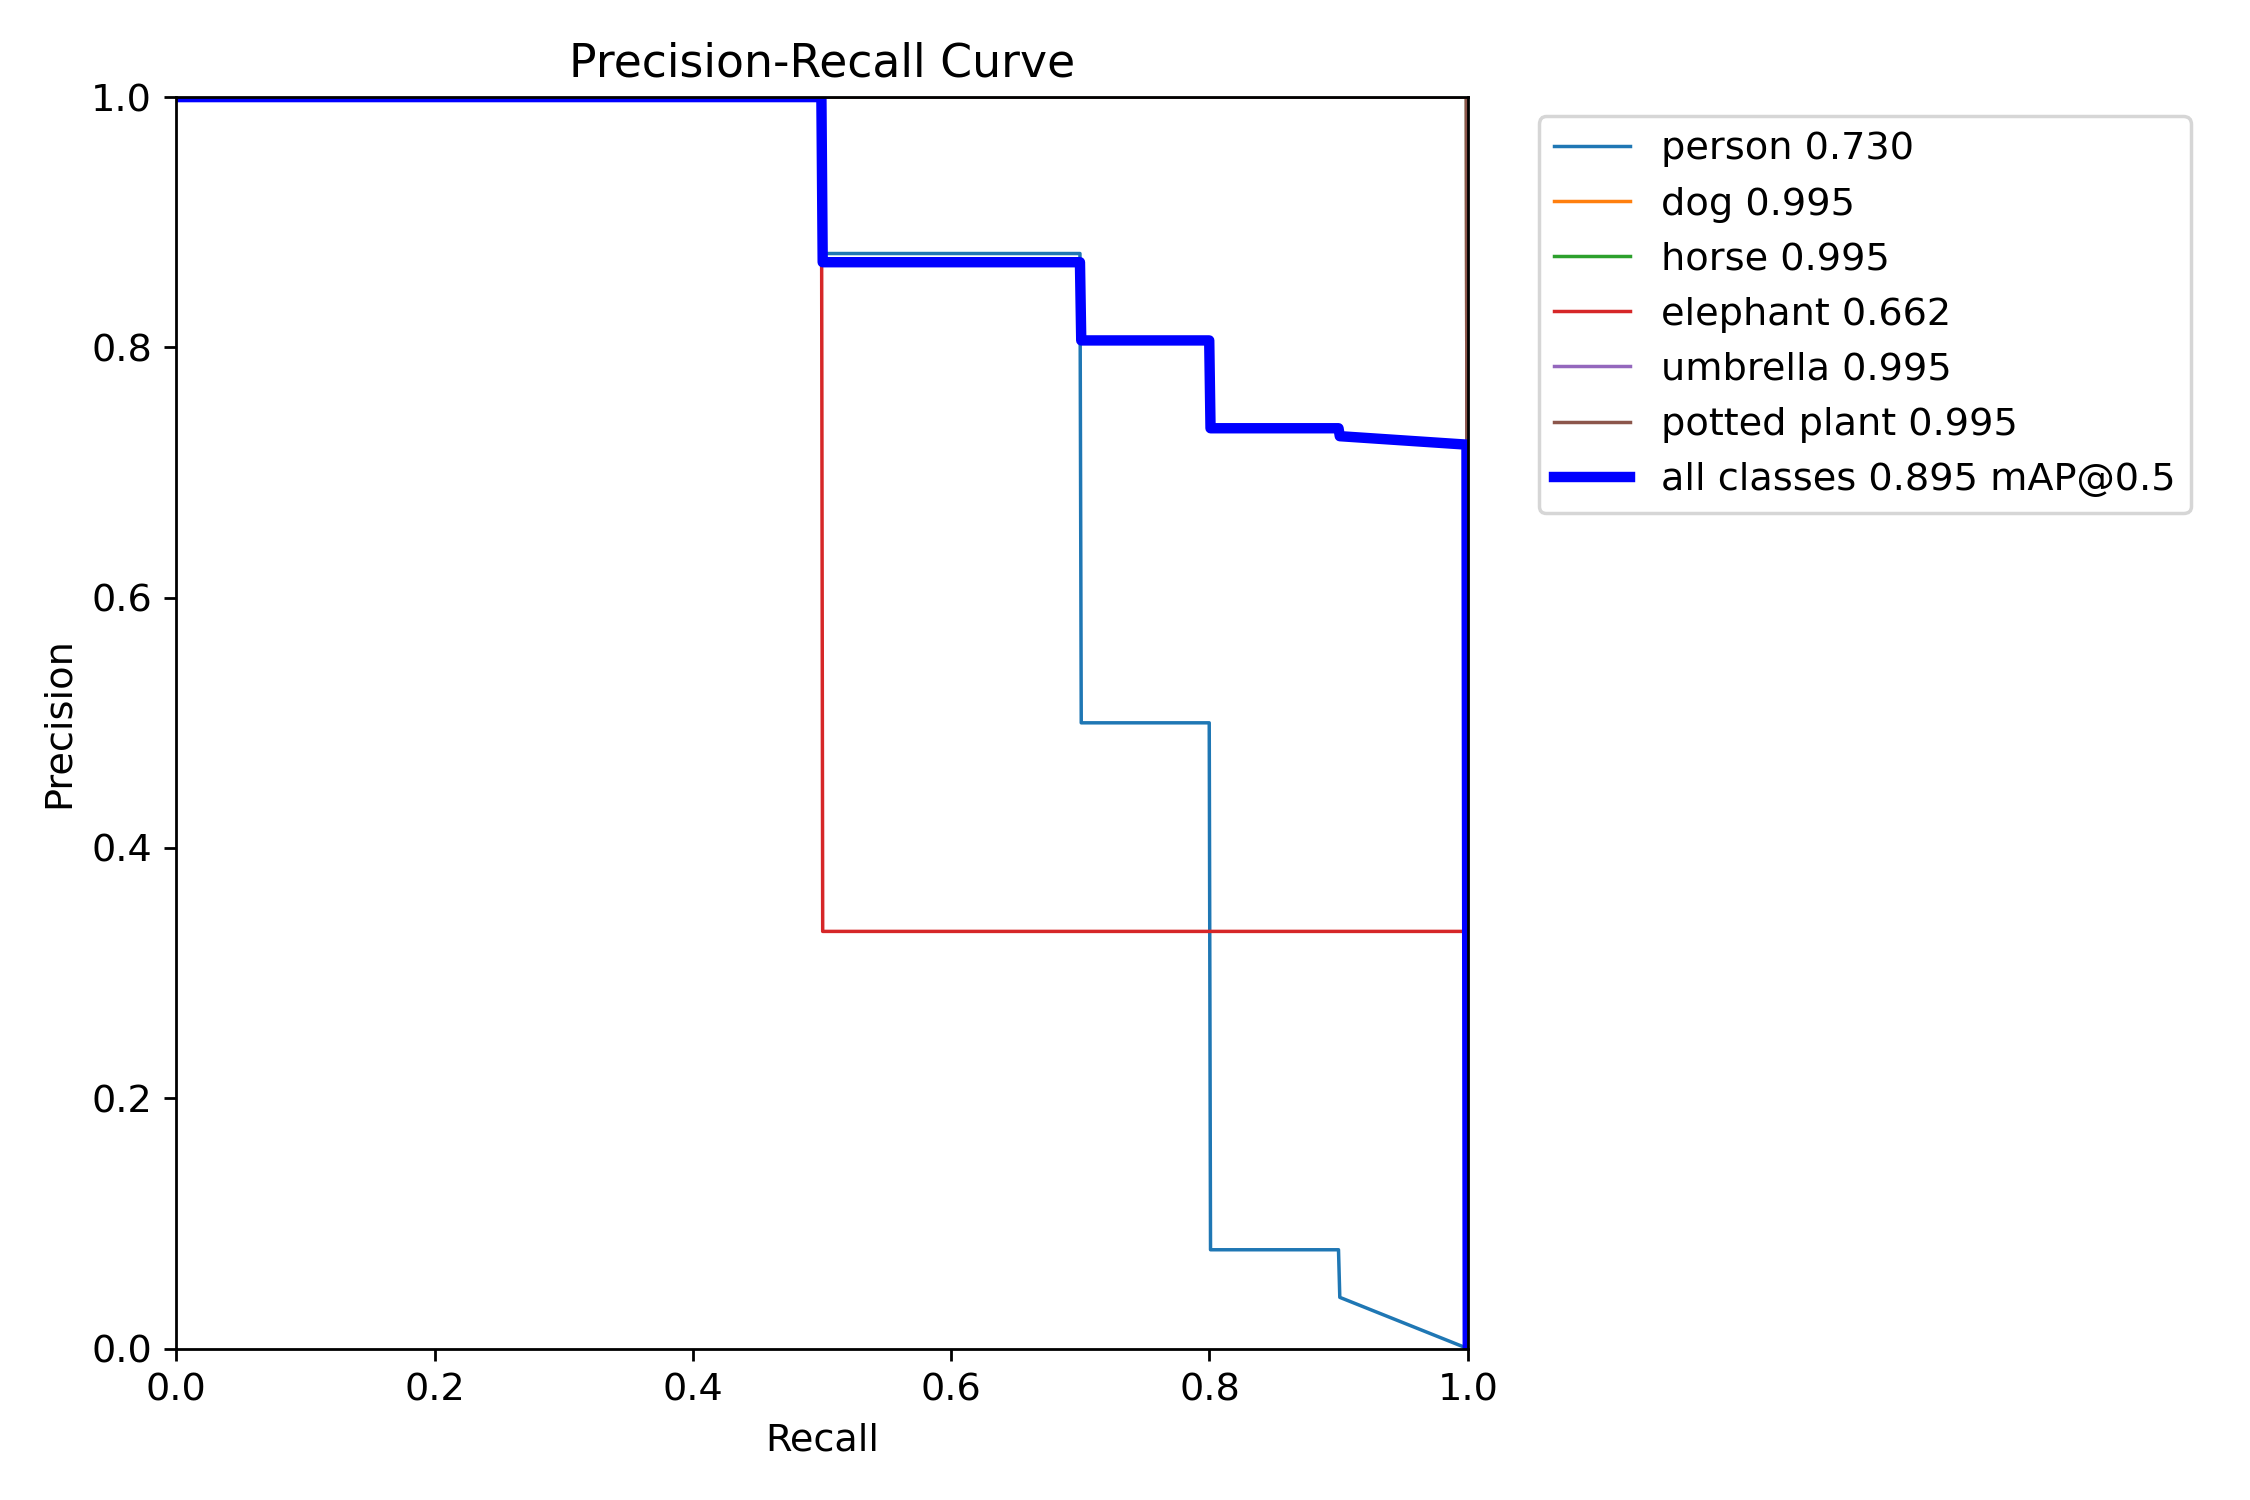 Precision-Recall Curve
1.0
0.8
0.6
0.4
0.2
0.0
Precision
0.0 0.2 0.4 0.6 0.8 1.0
Recall
person 0.730
dog 0.995
horse 0.995
elephant 0.662
umbrella 0.995
potted plant 0.995
all classes 0.895 mAP@0.5